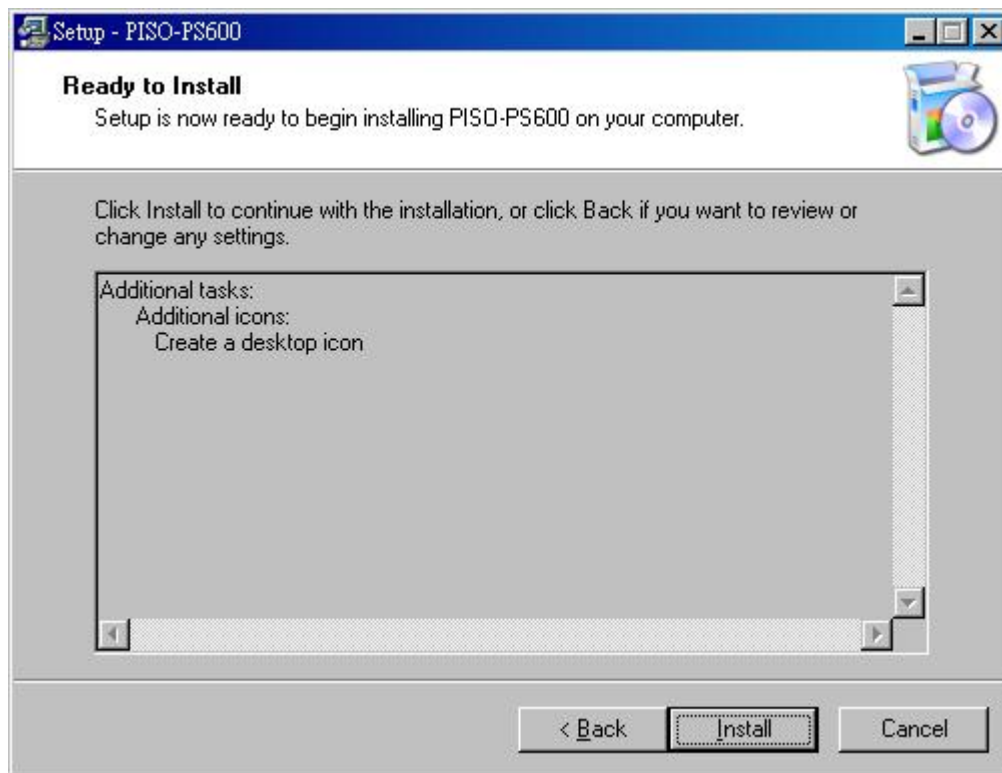 Setup - PISO-PS600
Ready to Install
Setup is now ready to begin installing PISO-PS600 on your computer.
Click Install to continue with the installation, or click Back if you want to review or
change any settings.
Additional tasks:
Additional icons:
Create a desktop icon
< Back
Install
Cancel